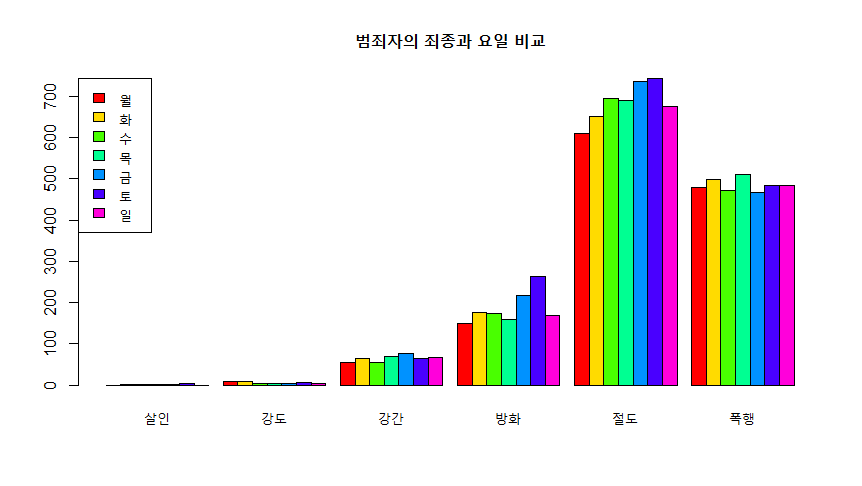 범죄자의 죄종과 요일 비교
700
600
500
400
300
200
100
0
월
화
수
목
금
토
일
살인 강도 강간 방화 절도 폭행